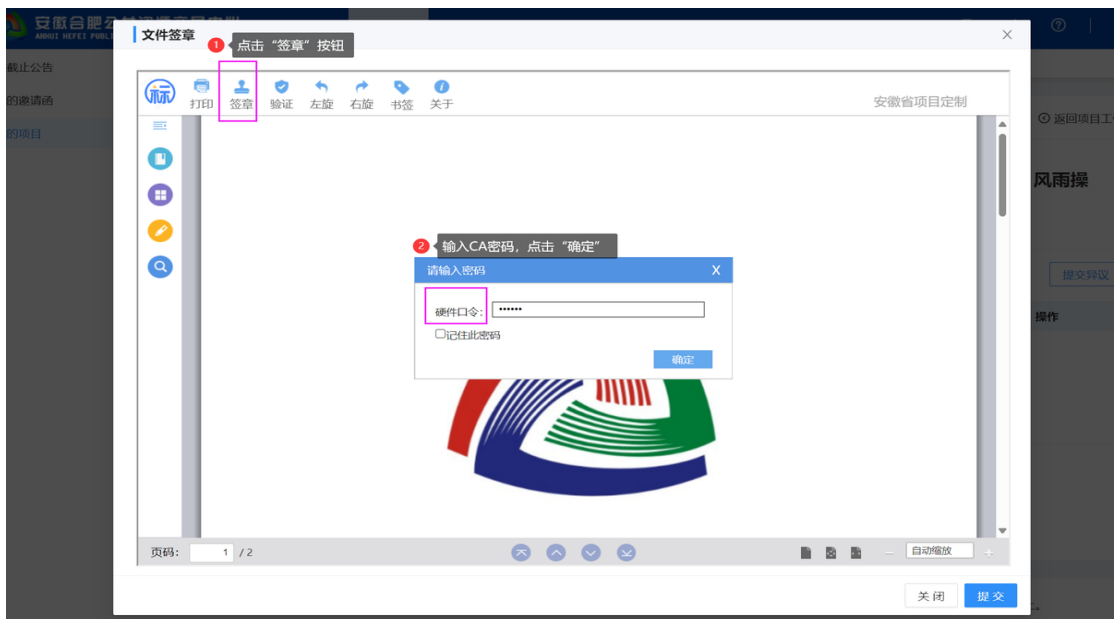 安徽合肥公
ANHUI HEFEI PUBLI
文件签章
1 点击“签章”按钮
截止公告
的邀请函
的项目
标
打印 签章 验证 左旋 右旋 书签 关于
安徽省项目定制
返回项目工
风雨操
2 输入CA密码，点击“确定”
请输入密码 X
硬件口令: ••••••
记住此密码
确定
提交异议
操作
页码: 1 / 2
自动缩放
关 闭 提 交